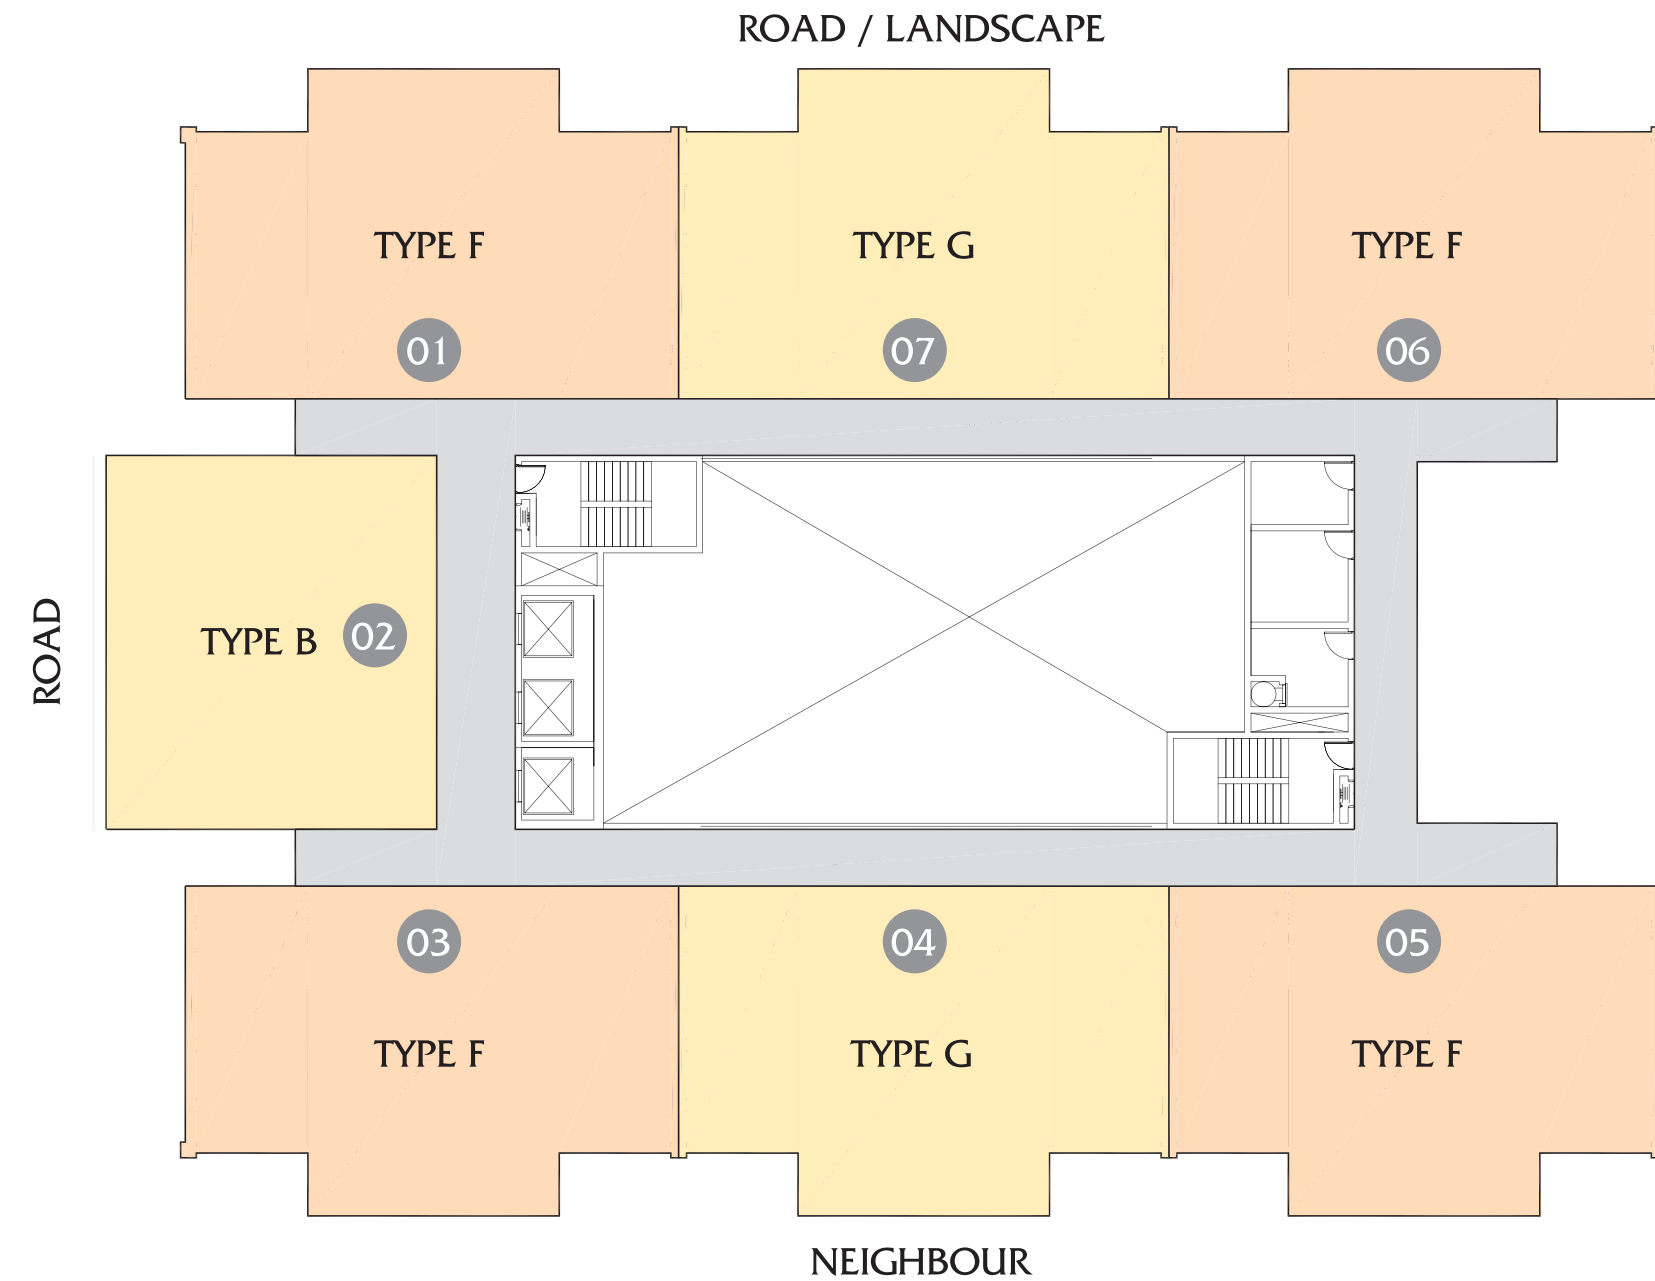 ROAD / LANDSCAPE
TYPE F
TYPE G
TYPE F
01
07
06
ROAD
TYPE B
02
03
04
05
TYPE F
TYPE G
TYPE F
NEIGHBOUR